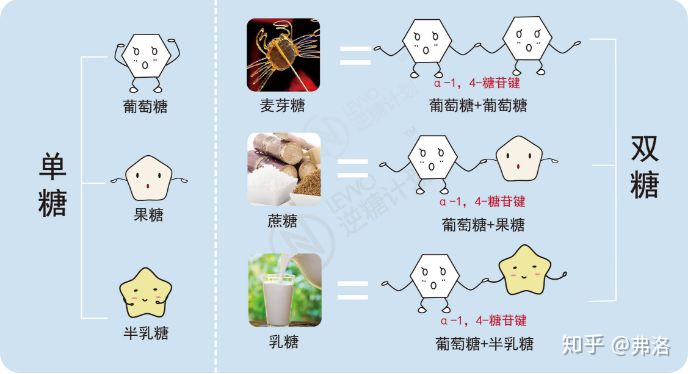 单糖
葡萄糖
果糖
半乳糖
麦芽糖
=
α-1，4-糖苷键
葡萄糖+葡萄糖
蔗糖
=
α-1，4-糖苷键
葡萄糖+果糖
乳糖
=
α-1，4-糖苷键
葡萄糖+半乳糖
双糖
LEVNO
逆糖计划
知乎 @弗洛